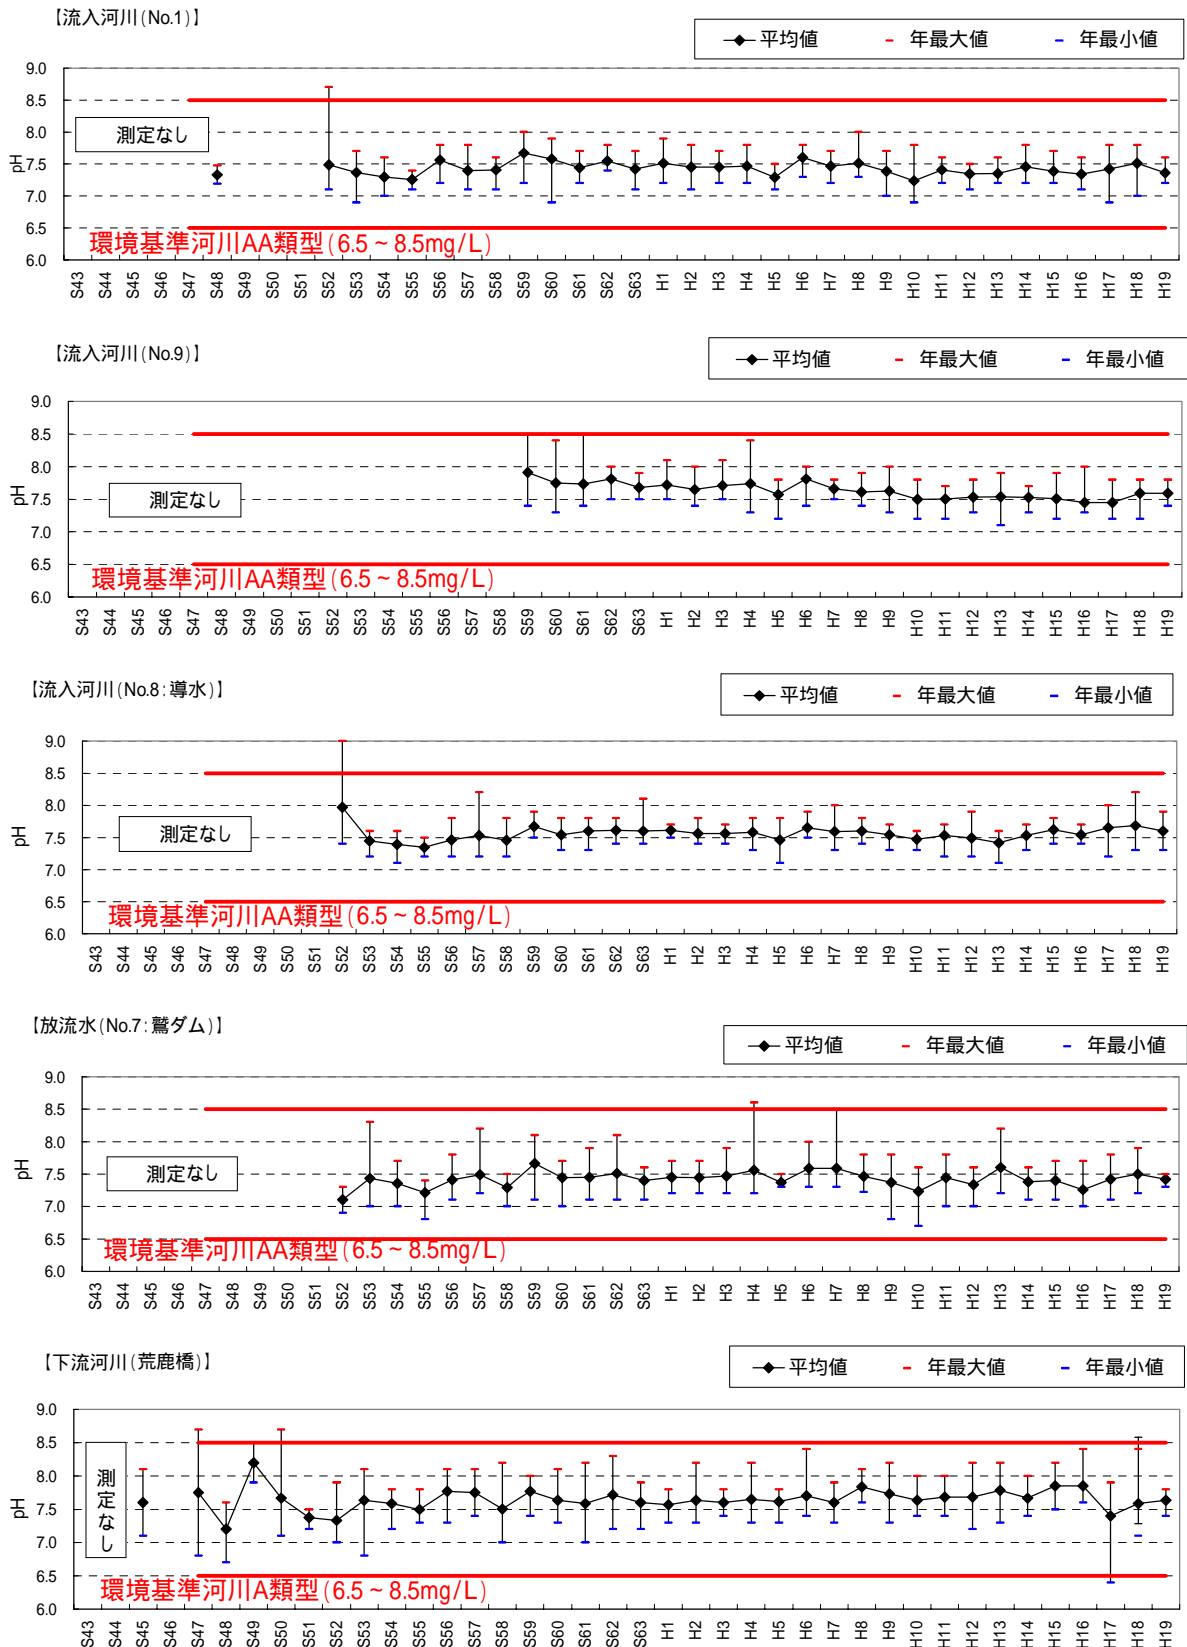 【流入河川(No.1)】
平均値 年最大値 年最小値
9.0
8.5
8.0
7.5
7.0
6.5
6.0
pH
測定なし
環境基準河川AA類型(6.5～8.5mg/L)
S43 S44 S45 S46 S47 S48 S49 S50 S51 S52 S53 S54 S55 S56 S57 S58 S59 S60 S61 S62 S63 H1 H2 H3 H4 H5 H6 H7 H8 H9 H10 H11 H12 H13 H14 H15 H16 H17 H18 H19
【流入河川(No.9)】
平均値 年最大値 年最小値
9.0
8.5
8.0
7.5
7.0
6.5
6.0
pH
測定なし
環境基準河川AA類型(6.5～8.5mg/L)
S43 S44 S45 S46 S47 S48 S49 S50 S51 S52 S53 S54 S55 S56 S57 S58 S59 S60 S61 S62 S63 H1 H2 H3 H4 H5 H6 H7 H8 H9 H10 H11 H12 H13 H14 H15 H16 H17 H18 H19
【流入河川(No.8:導水)】
平均値 年最大値 年最小値
9.0
8.5
8.0
7.5
7.0
6.5
6.0
pH
測定なし
環境基準河川AA類型(6.5～8.5mg/L)
S43 S44 S45 S46 S47 S48 S49 S50 S51 S52 S53 S54 S55 S56 S57 S58 S59 S60 S61 S62 S63 H1 H2 H3 H4 H5 H6 H7 H8 H9 H10 H11 H12 H13 H14 H15 H16 H17 H18 H19
【放流水(No.7:鷲ダム)】
平均値 年最大値 年最小値
9.0
8.5
8.0
7.5
7.0
6.5
6.0
pH
測定なし
環境基準河川AA類型(6.5～8.5mg/L)
S43 S44 S45 S46 S47 S48 S49 S50 S51 S52 S53 S54 S55 S56 S57 S58 S59 S60 S61 S62 S63 H1 H2 H3 H4 H5 H6 H7 H8 H9 H10 H11 H12 H13 H14 H15 H16 H17 H18 H19
【下流河川(荒鹿橋)】
平均値 年最大値 年最小値
9.0
8.5
8.0
7.5
7.0
6.5
6.0
pH
測定なし
環境基準河川A類型(6.5～8.5mg/L)
S43 S44 S45 S46 S47 S48 S49 S50 S51 S52 S53 S54 S55 S56 S57 S58 S59 S60 S61 S62 S63 H1 H2 H3 H4 H5 H6 H7 H8 H9 H10 H11 H12 H13 H14 H15 H16 H17 H18 H19